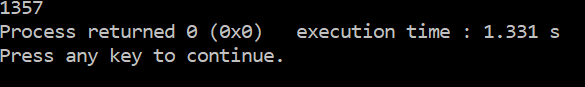 1357
Process returned 0 (0x0)   execution time : 1.331 s
Press any key to continue.